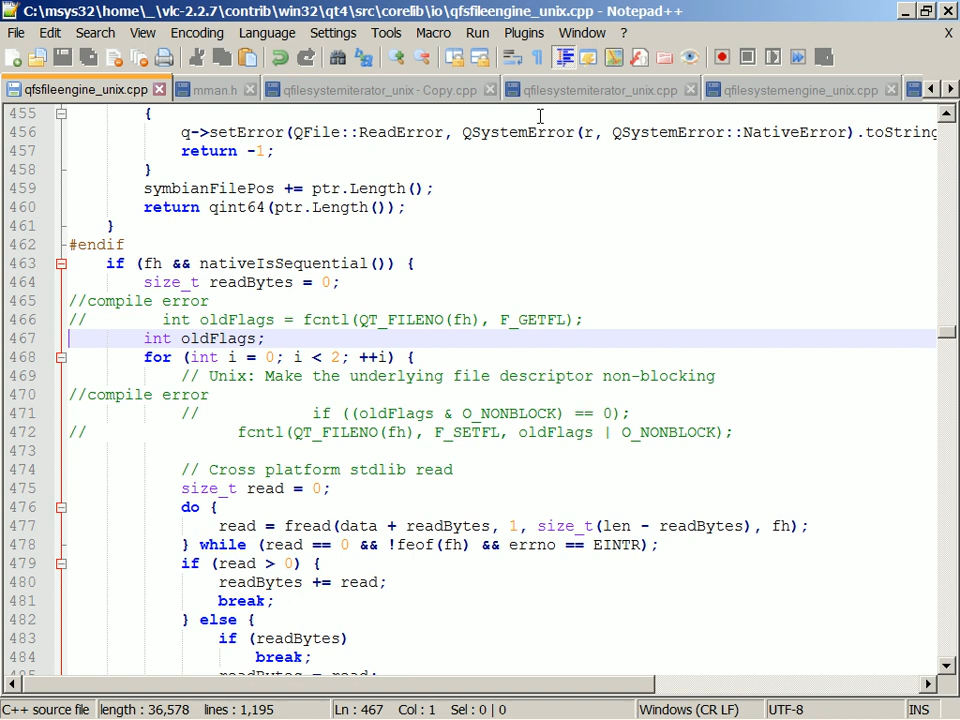 C:\msys32\home\_\vlc-2.2.7\contrib\win32\qt4\src\corelib\io\qfsfileengine_unix.cpp - Notepad++
File Edit Search View Encoding Language Settings Tools Macro Run Plugins Window ? X
qfsfileengine_unix.cpp mman.h qfilesystemiterator_unix - Copy.cpp qfilesystemiterator_unix.cpp qfilesystemengine_unix.cpp
455 {
456 q->setError(QFile::ReadError, QSystemError(r, QSystemError::NativeError).toString
457 return -1;
458 }
459 symbianFilePos += ptr.Length();
460 return qint64(ptr.Length());
461 }
462 #endif
463 if (fh && nativeIsSequential()) {
464 size_t readBytes = 0;
465 //compile error
466 // int oldFlags = fcntl(QT_FILENO(fh), F_GETFL);
467 int oldFlags;
468 for (int i = 0; i < 2; ++i) {
469 // Unix: Make the underlying file descriptor non-blocking
470 //compile error
471 // if ((oldFlags & O_NONBLOCK) == 0);
472 // fcntl(QT_FILENO(fh), F_SETFL, oldFlags | O_NONBLOCK);
473
474 // Cross platform stdlib read
475 size_t read = 0;
476 do {
477 read = fread(data + readBytes, 1, size_t(len - readBytes), fh);
478 } while (read == 0 && !feof(fh) && errno == EINTR);
479 if (read > 0) {
480 readBytes += read;
481 break;
482 } else {
483 if (readBytes)
484 break;
485 readBytes = read;
C++ source file length : 36,578 lines : 1,195 Ln : 467 Col : 1 Sel : 0 | 0 Windows (CR LF) UTF-8 INS